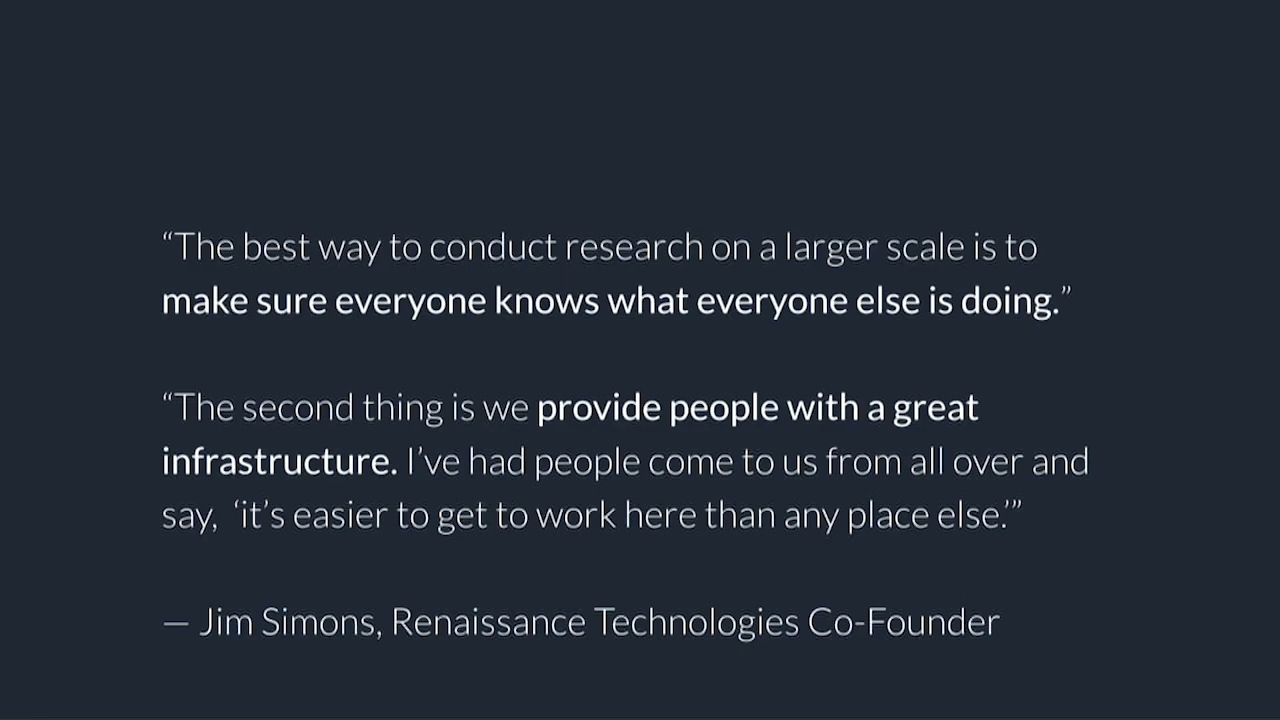 “The best way to conduct research on a larger scale is to
make sure everyone knows what everyone else is doing.”
“The second thing is we provide people with a great
infrastructure. I’ve had people come to us from all over and
say,  ‘it’s easier to get to work here than any place else.’”
— Jim Simons, Renaissance Technologies Co-Founder